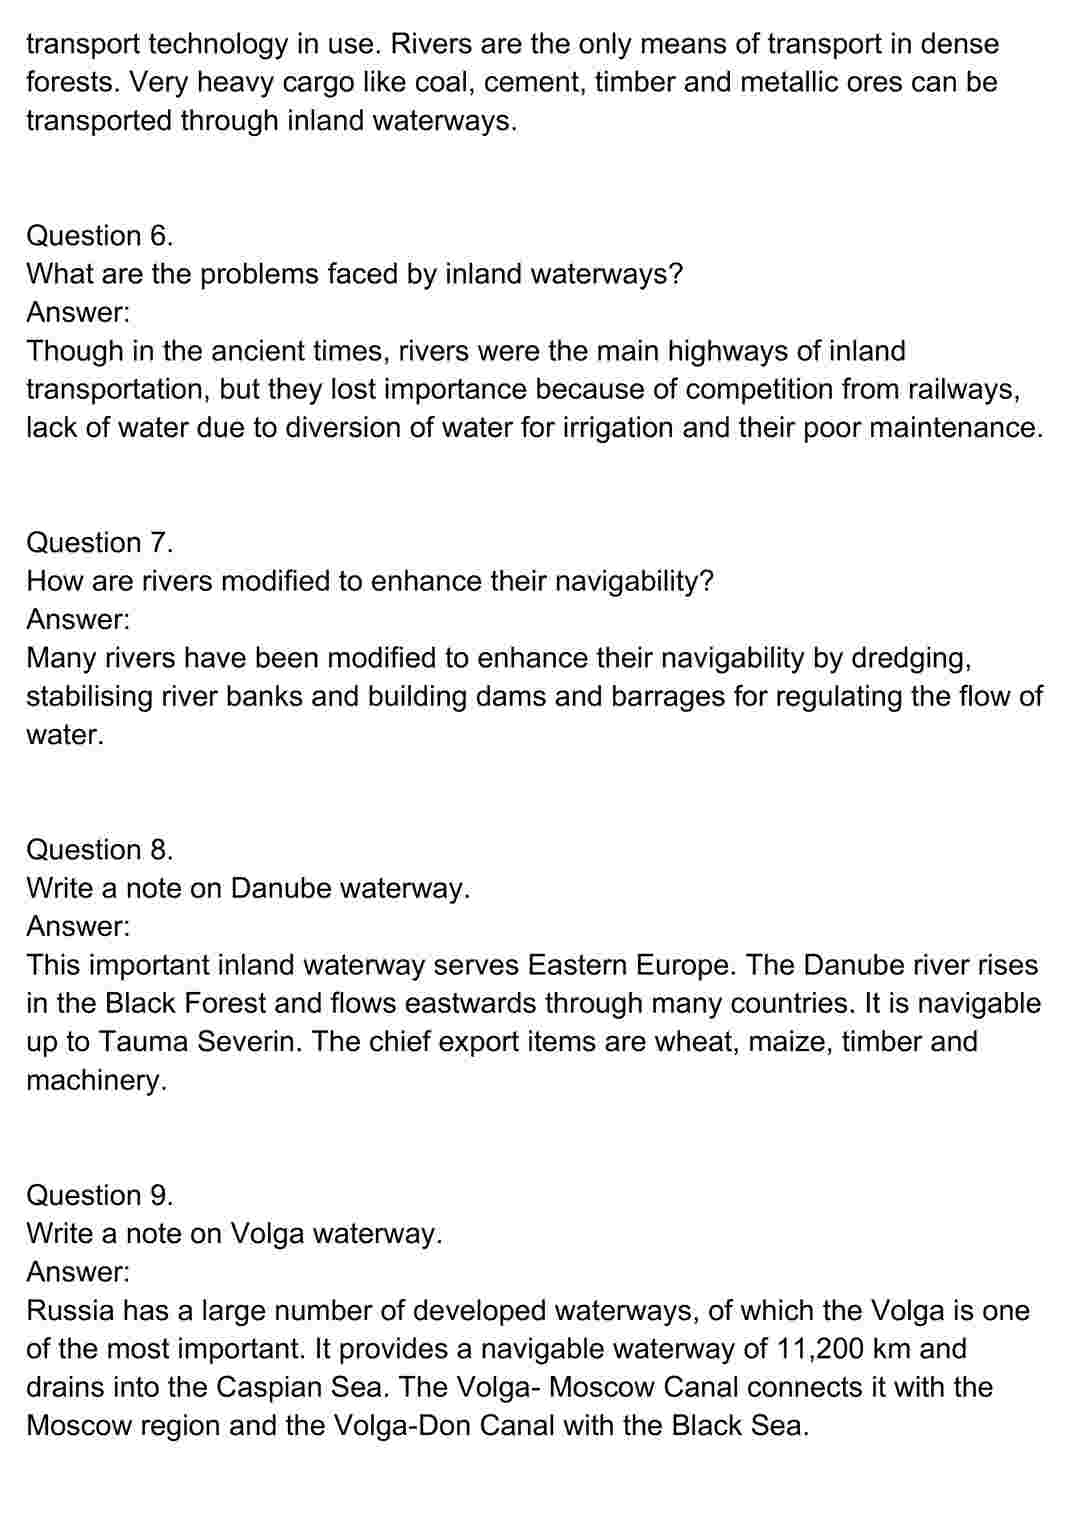 transport technology in use. Rivers are the only means of transport in dense
forests. Very heavy cargo like coal, cement, timber and metallic ores can be
transported through inland waterways.
Question 6.
What are the problems faced by inland waterways?
Answer:
Though in the ancient times, rivers were the main highways of inland
transportation, but they lost importance because of competition from railways,
lack of water due to diversion of water for irrigation and their poor maintenance.
Question 7.
How are rivers modified to enhance their navigability?
Answer:
Many rivers have been modified to enhance their navigability by dredging,
stabilising river banks and building dams and barrages for regulating the flow of
water.
Question 8.
Write a note on Danube waterway.
Answer:
This important inland waterway serves Eastern Europe. The Danube river rises
in the Black Forest and flows eastwards through many countries. It is navigable
up to Tauma Severin. The chief export items are wheat, maize, timber and
machinery.
Question 9.
Write a note on Volga waterway.
Answer:
Russia has a large number of developed waterways, of which the Volga is one
of the most important. It provides a navigable waterway of 11,200 km and
drains into the Caspian Sea. The Volga- Moscow Canal connects it with the
Moscow region and the Volga-Don Canal with the Black Sea.